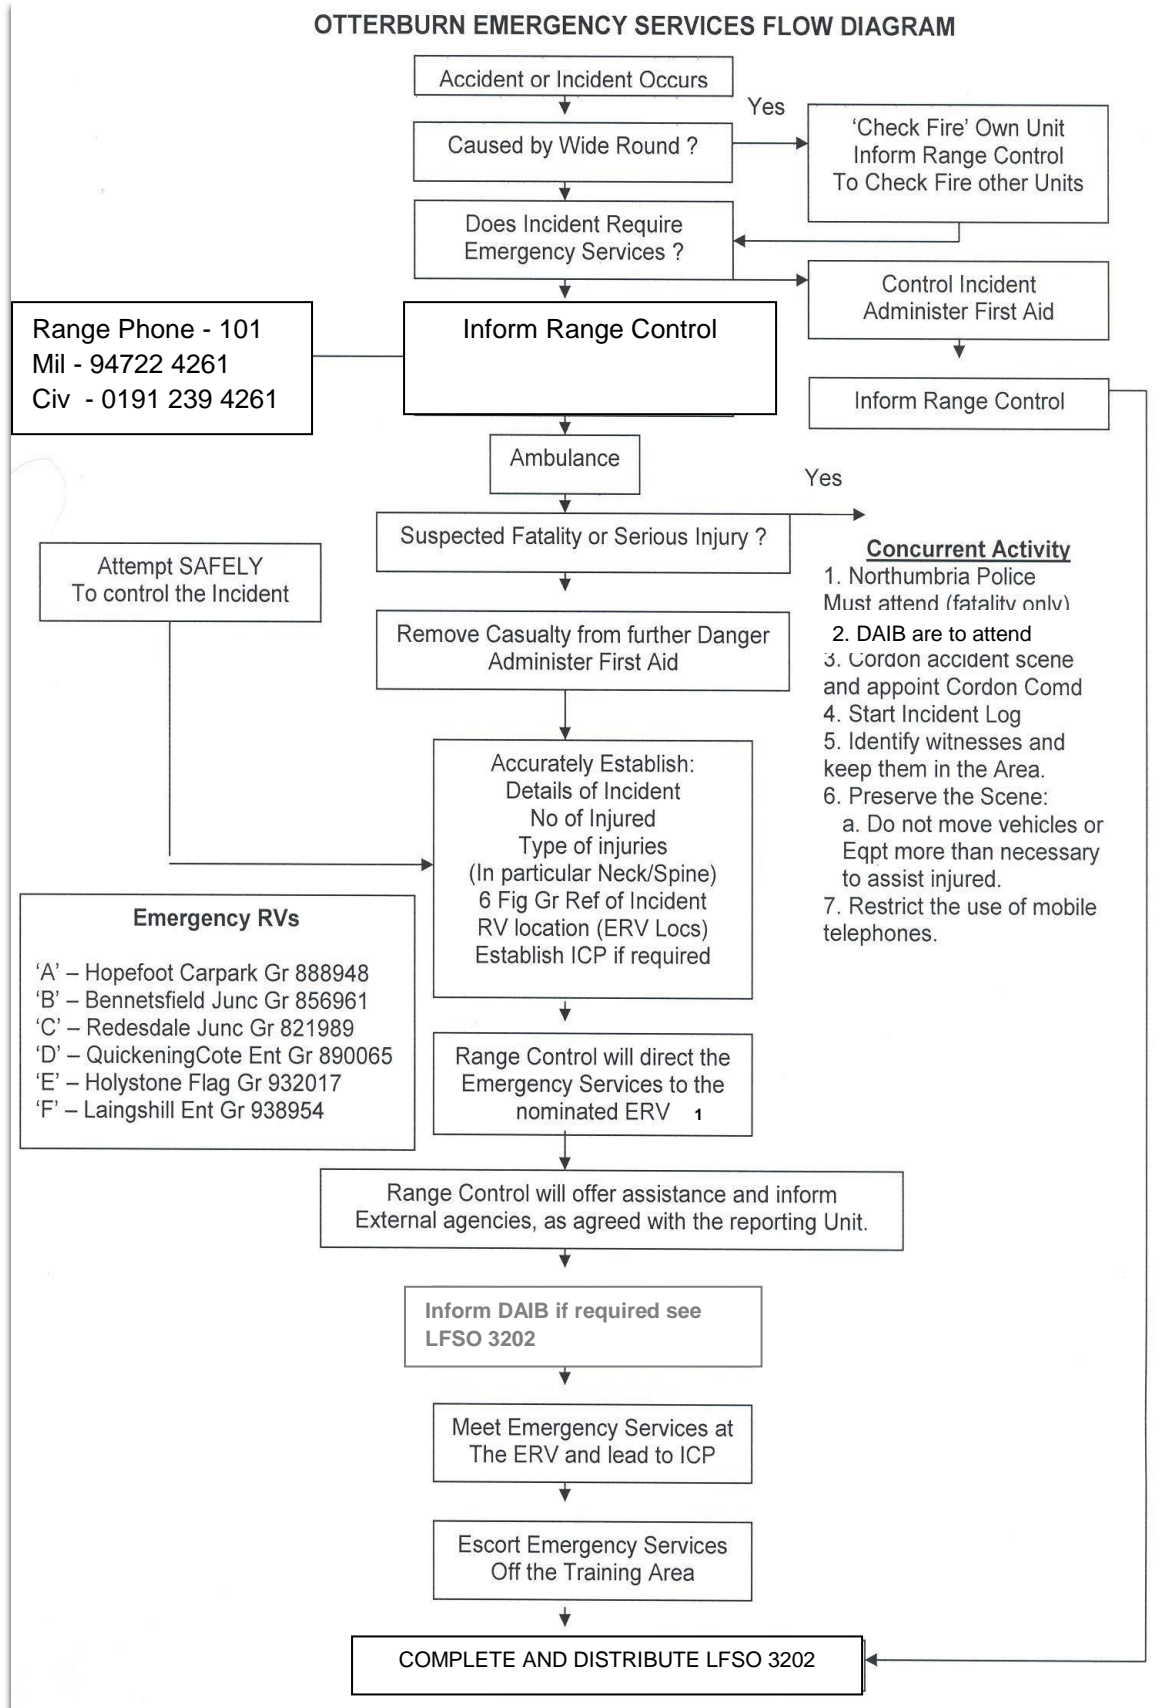 OTTERBURN EMERGENCY SERVICES FLOW DIAGRAM
Accident or Incident Occurs
Yes
Caused by Wide Round ?
'Check Fire' Own Unit
Inform Range Control
To Check Fire other Units
Does Incident Require
Emergency Services ?
Control Incident
Administer First Aid
Range Phone - 101
Mil - 94722 4261
Civ - 0191 239 4261
Inform Range Control
Inform Range Control
Ambulance
Yes
Suspected Fatality or Serious Injury ?
Attempt SAFELY
To control the Incident
Concurrent Activity
1. Northumbria Police
Must attend (fatality only)
2. DAIB are to attend
3. Cordon accident scene
and appoint Cordon Comd
4. Start Incident Log
5. Identify witnesses and
keep them in the Area.
6. Preserve the Scene:
a. Do not move vehicles or
Eqpt more than necessary
to assist injured.
7. Restrict the use of mobile
telephones.
Remove Casualty from further Danger
Administer First Aid
Accurately Establish:
Details of Incident
No of Injured
Type of injuries
(In particular Neck/Spine)
6 Fig Gr Ref of Incident
RV location (ERV Locs)
Establish ICP if required
Emergency RVs
'A' – Hopefoot Carpark Gr 888948
'B' – Bennetsfield Junc Gr 856961
'C' – Redesdale Junc Gr 821989
'D' – QuickeningCote Ent Gr 890065
'E' – Holystone Flag Gr 932017
'F' – Laingshill Ent Gr 938954
Range Control will direct the
Emergency Services to the
nominated ERV 1
Range Control will offer assistance and inform
External agencies, as agreed with the reporting Unit.
Inform DAIB if required see
LFSO 3202
Meet Emergency Services at
The ERV and lead to ICP
Escort Emergency Services
Off the Training Area
COMPLETE AND DISTRIBUTE LFSO 3202